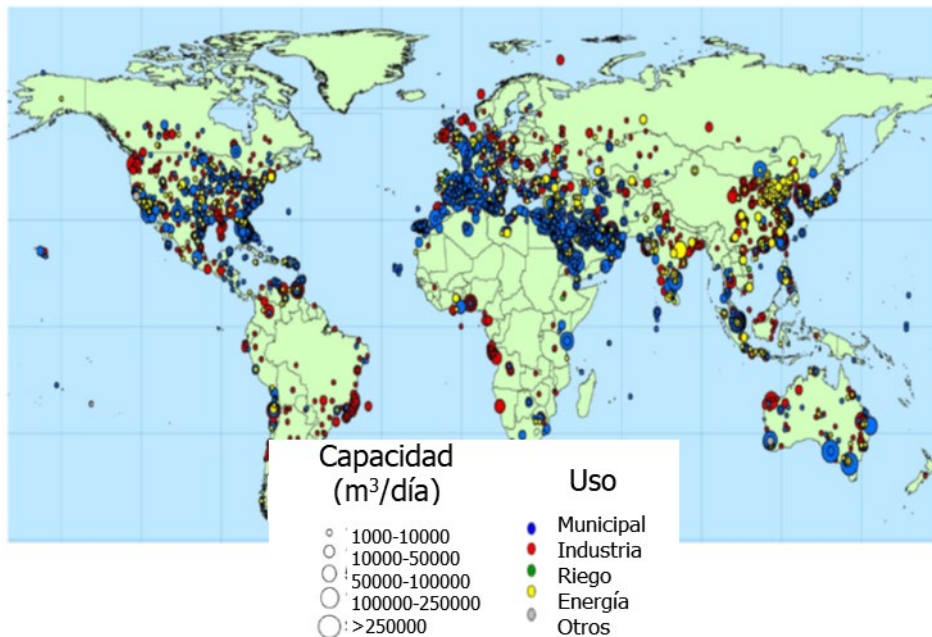 Capacidad
(m³/día)
1000-10000
10000-50000
50000-100000
100000-250000
>250000
Uso
Municipal
Industria
Riego
Energía
Otros